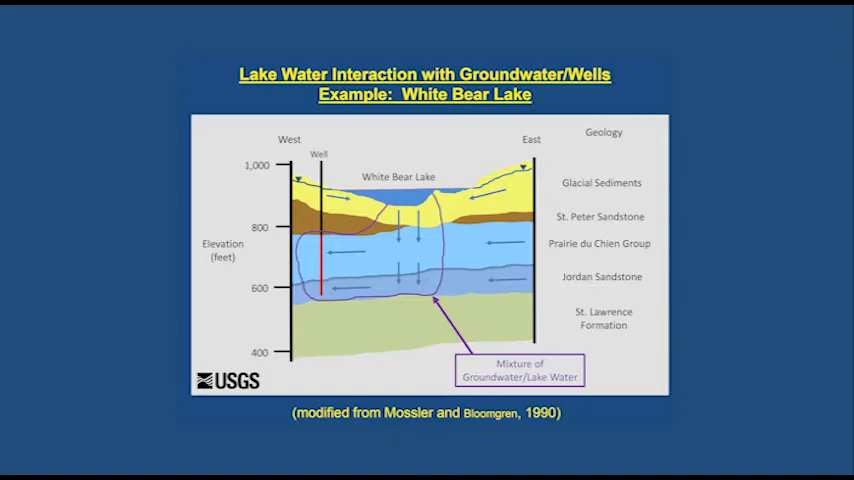 Lake Water Interaction with Groundwater/Wells
Example: White Bear Lake
West
East
Geology
Well
1,000
White Bear Lake
Glacial Sediments
St. Peter Sandstone
800
Elevation
(feet)
Prairie du Chien Group
Jordan Sandstone
600
St. Lawrence
Formation
400
Mixture of
Groundwater/Lake Water
USGS
(modified from Mossler and Bloomgren, 1990)